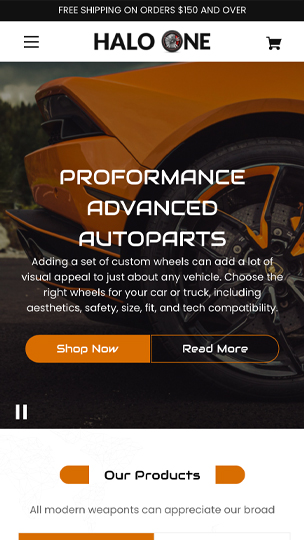 FREE SHIPPING ON ORDERS $150 AND OVER
HALO ONE
PROFORMANCE
ADVANCED
AUTOPARTS
Adding a set of custom wheels can add a lot of
visual appeal to just about any vehicle. Choose the
right wheels for your car or truck, including
aesthetics, safety, size, fit, and tech compatibility.
Shop Now
Read More
Our Products
All modern weaponts can appreciate our broad